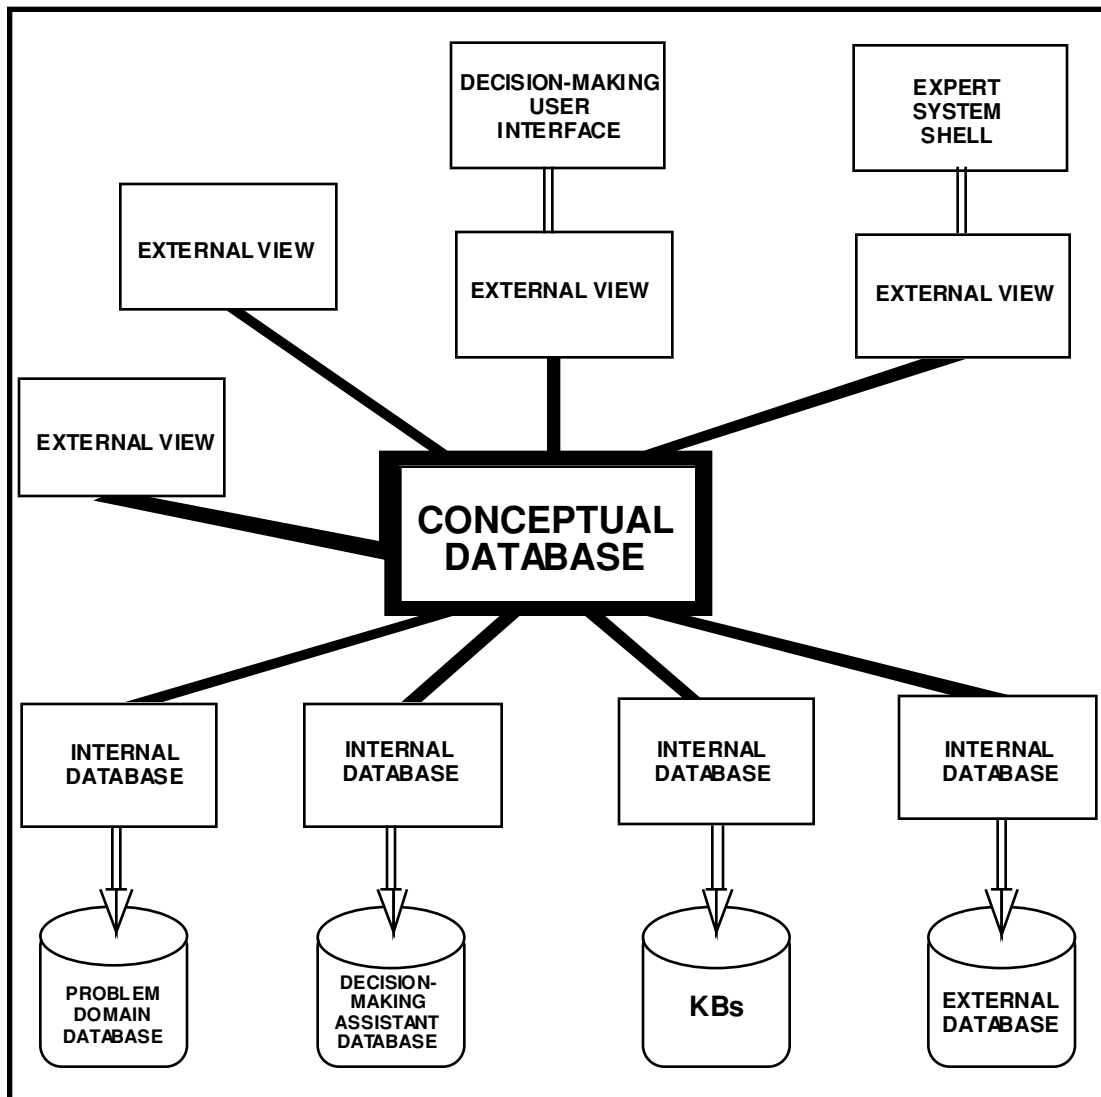 DECISION-MAKING
USER
INTERFACE
EXPERT
SYSTEM
SHELL
EXTERNAL VIEW
EXTERNAL VIEW
EXTERNAL VIEW
EXTERNAL VIEW
CONCEPTUAL
DATABASE
INTERNAL
DATABASE
INTERNAL
DATABASE
INTERNAL
DATABASE
INTERNAL
DATABASE
PROBLEM
DOMAIN
DATABASE
DECISION-
MAKING
ASSISTANT
DATABASE
KBs
EXTERNAL
DATABASE